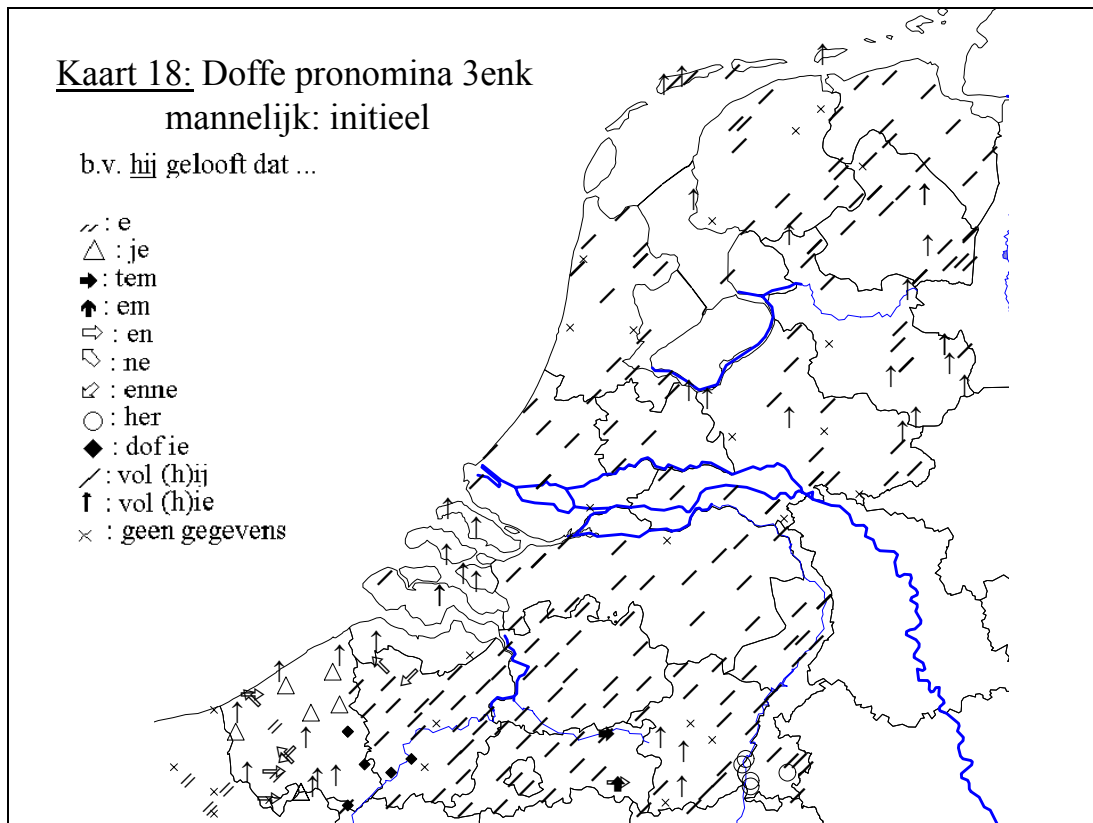 Kaart 18: Doffe pronomina 3enk
mannelijk: initieel
b.v. hij gelooft dat ...
: e
: je
: tem
: em
: en
: ne
: enne
: her
: dof ie
: vol (h)ij
: vol (h)ie
: geen gegevens